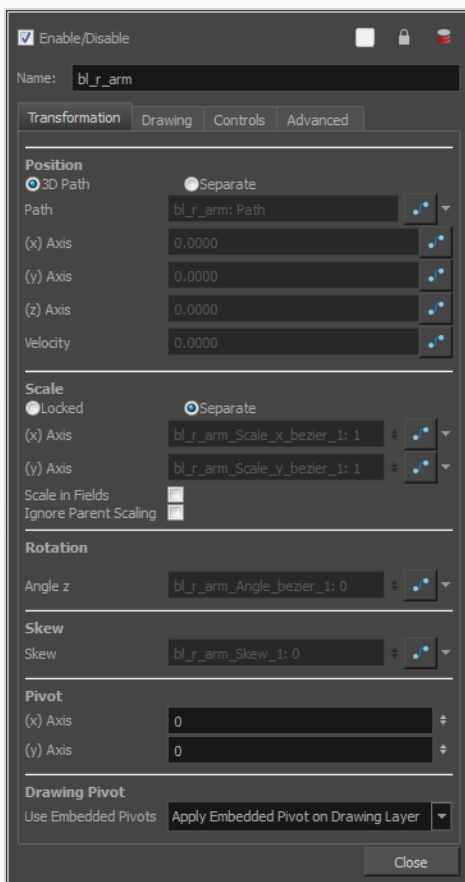 Enable/Disable
Name: bl_r_arm
Transformation Drawing Controls Advanced
Position
3D Path Separate
Path bl_r_arm: Path
(x) Axis 0.0000
(y) Axis 0.0000
(z) Axis 0.0000
Velocity 0.0000
Scale
Locked Separate
(x) Axis bl_r_arm_Scale_x_bezier_1: 1
(y) Axis bl_r_arm_Scale_y_bezier_1: 1
Scale in Fields
Ignore Parent Scaling
Rotation
Angle z bl_r_arm_Angle_bezier_1: 0
Skew
Skew bl_r_arm_Skew_1: 0
Pivot
(x) Axis 0
(y) Axis 0
Drawing Pivot
Use Embedded Pivots Apply Embedded Pivot on Drawing Layer
Close